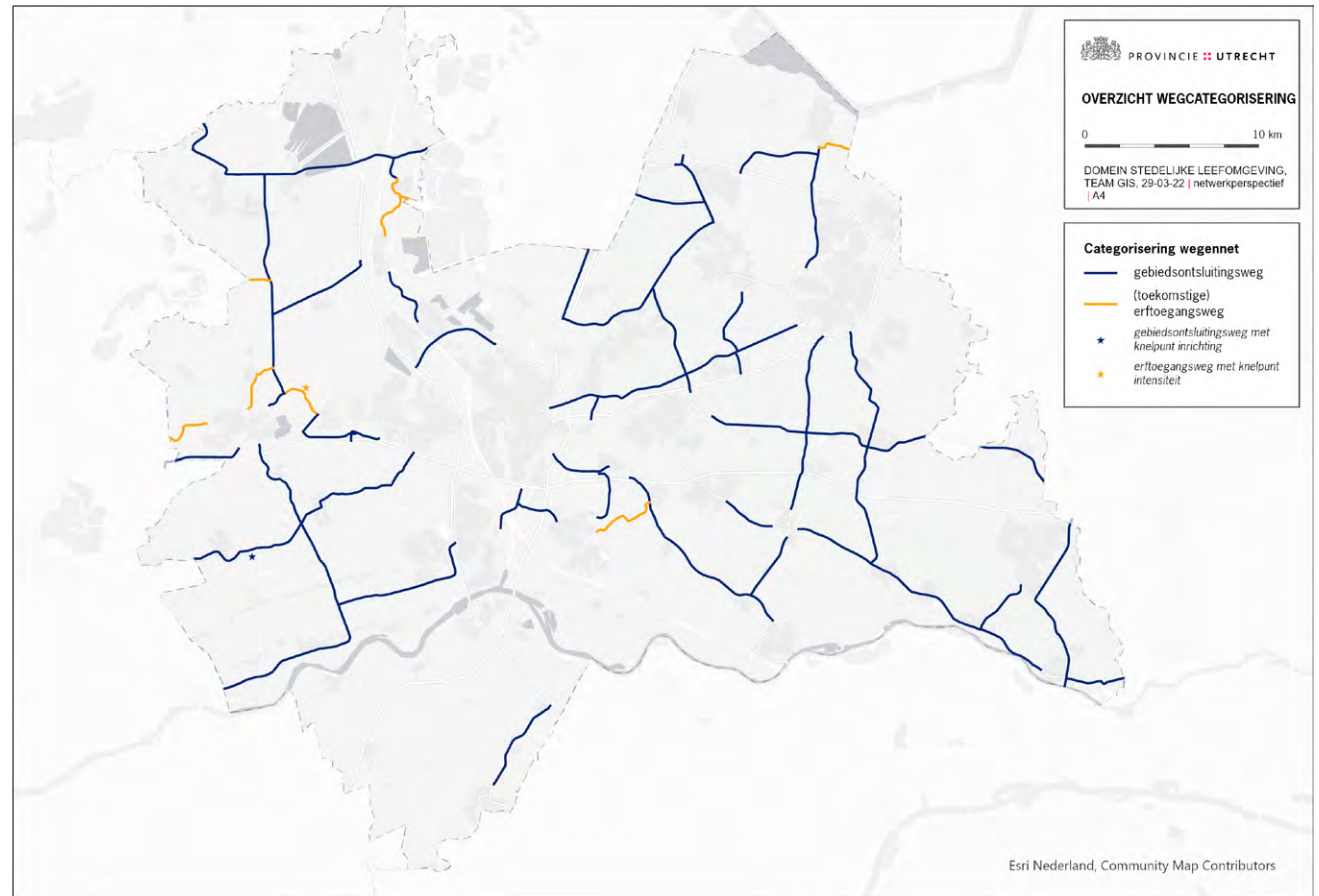 PROVINCIE :: UTRECHT
OVERZICHT WEGCATEGORISERING
0 10 km
DOMEIN STEDELIJKE LEEFOMGEVING,
TEAM GIS, 29-03-22 | netwerkperspectief
| A4
Categorisering wegennet
gebiedsontsluitingsweg
(toekomstige)
erftoegangsweg
gebiedsontsluitingsweg met
knelpunt inrichting
erftoegangsweg met knelpunt
intensiteit
Esri Nederland, Community Map Contributors